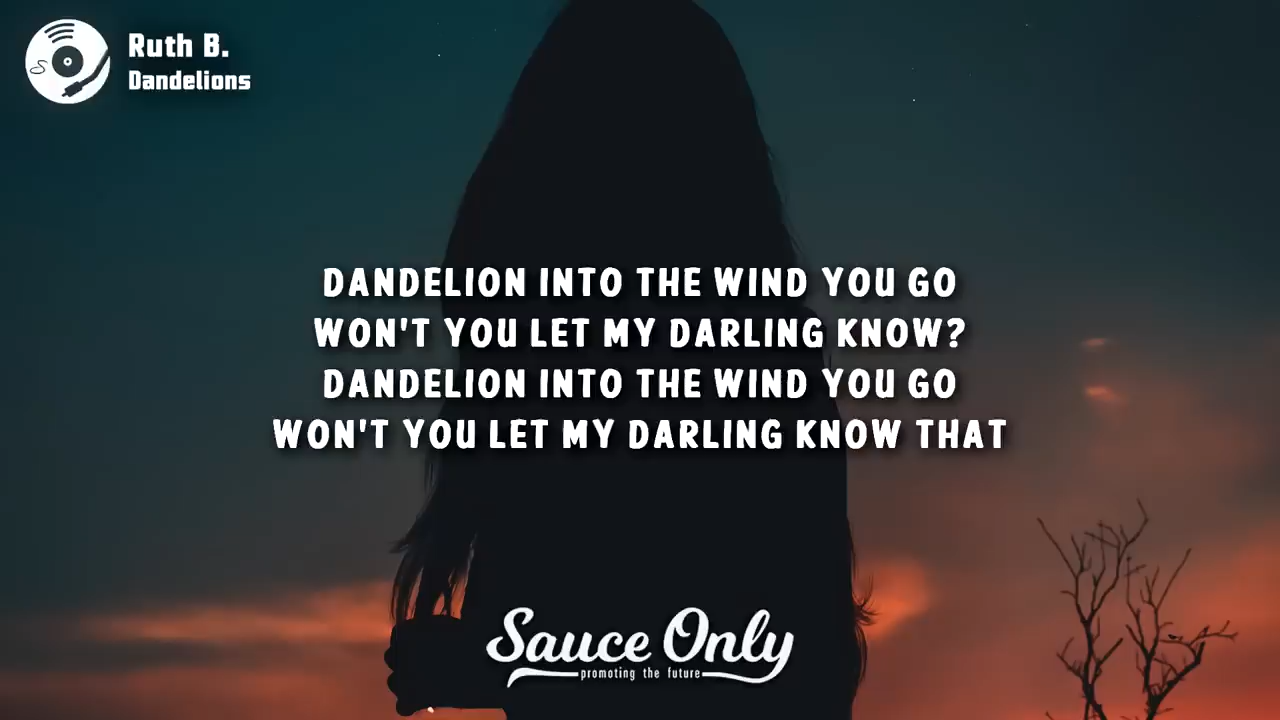 Ruth B.
Dandelions
DANDELION INTO THE WIND YOU GO
WON'T YOU LET MY DARLING KNOW?
DANDELION INTO THE WIND YOU GO
WON'T YOU LET MY DARLING KNOW THAT
Sauce Only
promoting the future